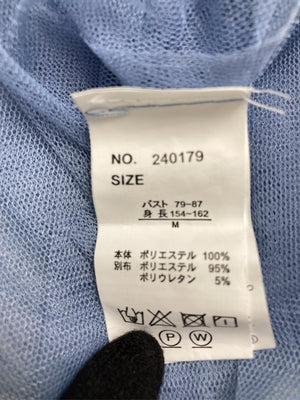 NO. 240179
SIZE
バスト 79-87
身 長 154~162
M
本体 ポリエステル 100%
別布 ポリエステル 95%
ポリウレタン 5%
P W